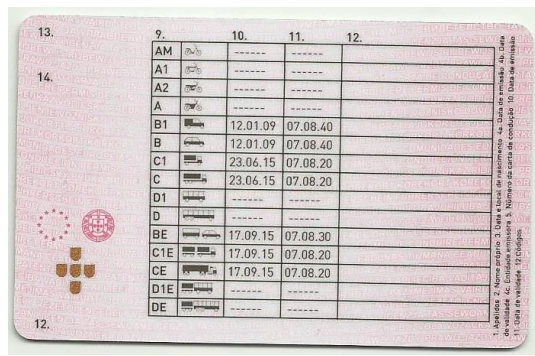 13.
9. 10. 11. 12.
AM ------ ------
14.
A1 ------ ------
A2 ------ ------
A ------ ------
B1 12.01.09 07.08.40
B 12.01.09 07.08.40
C1 23.06.15 07.08.20
C 23.06.15 07.08.20
D1 ------ ------
D ------ ------
BE 17.09.15 07.08.30
C1E 17.09.15 07.08.20
CE 17.09.15 07.08.20
D1E ------ ------
DE ------ ------
12.
1. Apelidos 2. Nome próprio 3. Data e local de nascimento 4a. Data de emissão 4b. Data
de validade 4c. Entidade emissora 5. Número da carta de condução 10. Data de emissão
11. Data de validade 12.Códigos